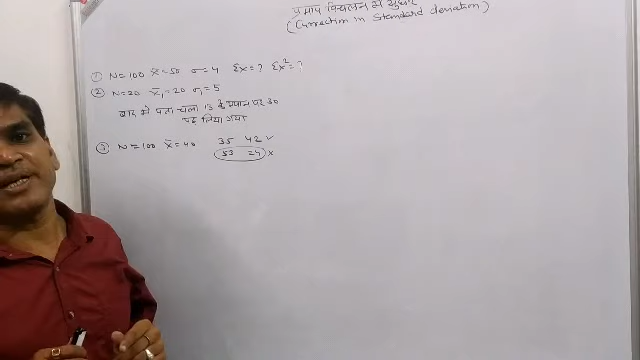 प्रमाप विचलन में सुधार
(Correction in Standard deviation)
① N=100 x̄=50 σ=4 Σx=? Σx²=?
② N=20 x̄₁=20 σ₁=5
बाद में पता चला 13 के स्थान पर 30
पढ़ लिया गया
③ N=100 x̄=40 35 42 ✓
53 24 ×